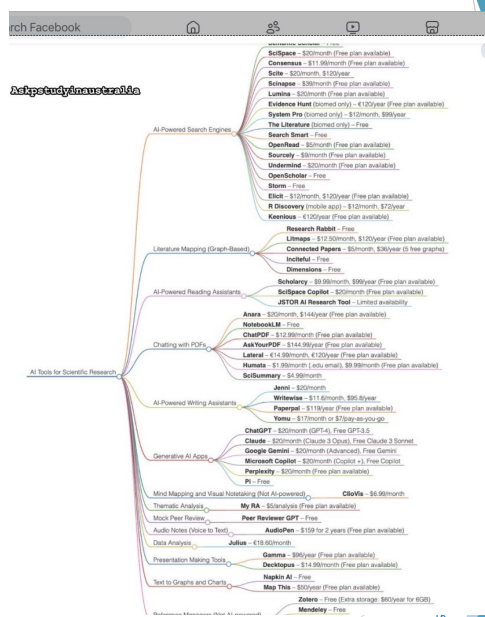 rch Facebook
Semantic Scholar – Free
SciSpace – $20/month (Free plan available)
Consensus – $11.99/month (Free plan available)
Scite – $20/month, $120/year
Scinapse – $39/month (Free plan available)
Lumina – $20/month (Free plan available)
Askpstudyinaustralia
Evidence Hunt (biomed only) – €120/year (Free plan available)
System Pro (biomed only) – $12/month, $99/year
The Literature (biomed only) – Free
AI-Powered Search Engines
Search Smart – Free
OpenRead – $5/month (Free plan available)
Sourcely – $9/month (Free plan available)
Undermind – $20/month (Free plan available)
OpenScholar – Free
Storm – Free
Elicit – $12/month, $120/year (Free plan available)
R Discovery (mobile app) – $12/month, $72/year
Keenious – €120/year (Free plan available)
Literature Mapping (Graph-Based)
Research Rabbit – Free
Litmaps – $12.50/month, $120/year (Free plan available)
Connected Papers – $5/month, $36/year (5 free graphs)
Inciteful – Free
Dimensions – Free
AI-Powered Reading Assistants
Scholarcy – $9.99/month, $99/year (Free plan available)
SciSpace Copilot – $20/month (Free plan available)
JSTOR AI Research Tool – Limited availability
Chatting with PDFs
Anara – $20/month, $144/year (Free plan available)
NotebookLM – Free
ChatPDF – $12.99/month (Free plan available)
AskYourPDF – $144.99/year (Free plan available)
Lateral – €14.99/month, €120/year (Free plan available)
Humata – $1.99/month (.edu email), $9.99/month (Free plan available)
SciSummary – $4.99/month
AI Tools for Scientific Research
AI-Powered Writing Assistants
Jenni – $20/month
Writewise – $11.6/month, $95.8/year
Paperpal – $119/year (Free plan available)
Yomu – $17/month or $7/pay-as-you-go
Generative AI Apps
ChatGPT – $20/month (GPT-4), Free GPT-3.5
Claude – $20/month (Claude 3 Opus), Free Claude 3 Sornet
Google Gemini – $20/month (Advanced), Free Gemini
Microsoft Copilot – $20/month (Copilot +), Free Copilot
Perplexity – $20/month (Free plan available)
Pi – Free
Mind Mapping and Visual Notetaking (Not AI-powered)
ClioVis – $6.99/month
Thematic Analysis
My RA – $5/analysis (Free plan available)
Mock Peer Review
Peer Reviewer GPT – Free
Audio Notes (Voice to Text)
AudioPen – $159 for 2 years (Free plan available)
Data Analysis
Julius – €18.60/month
Presentation Making Tools
Gamma – $96/year (Free plan available)
Decktopus – $14.99/month (Free plan available)
Text to Graphs and Charts
Napkin AI – Free
Map This – $50/year (Free plan available)
Zotero – Free (Extra storage: $60/year for 6GB)
Mendeley – Free
Reference Managers (Not AI-powered)